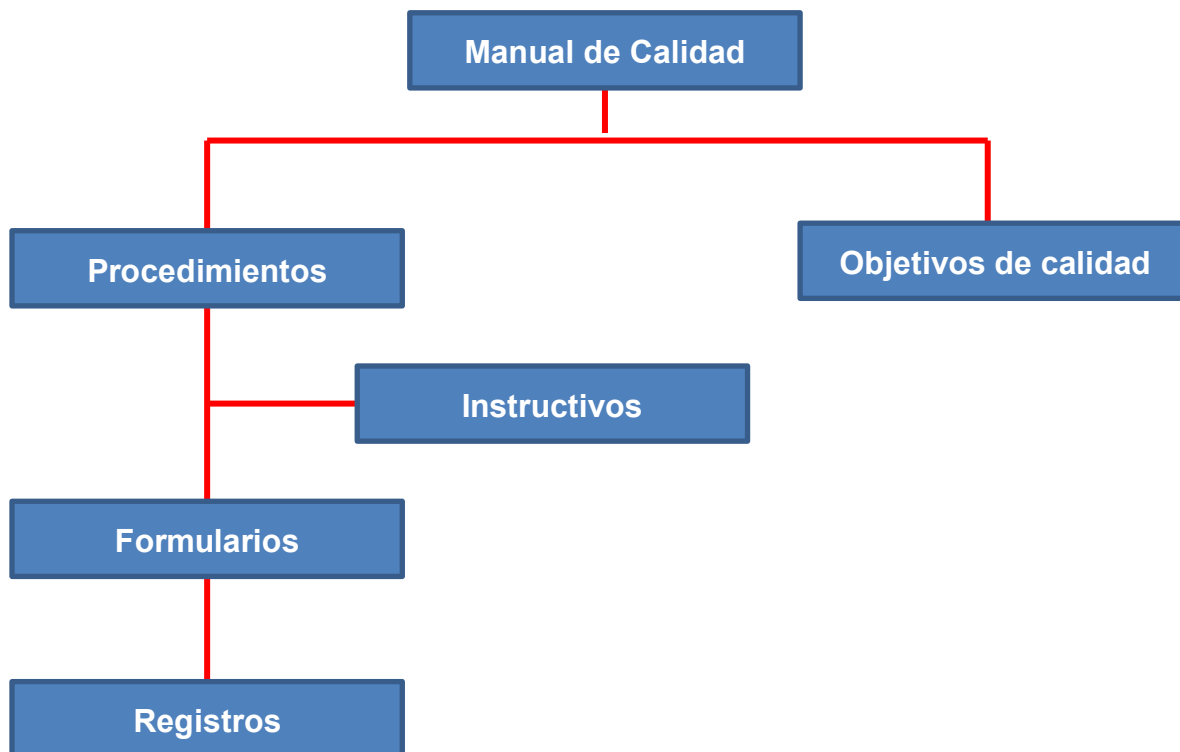 Manual de Calidad
Procedimientos
Objetivos de calidad
Instructivos
Formularios
Registros